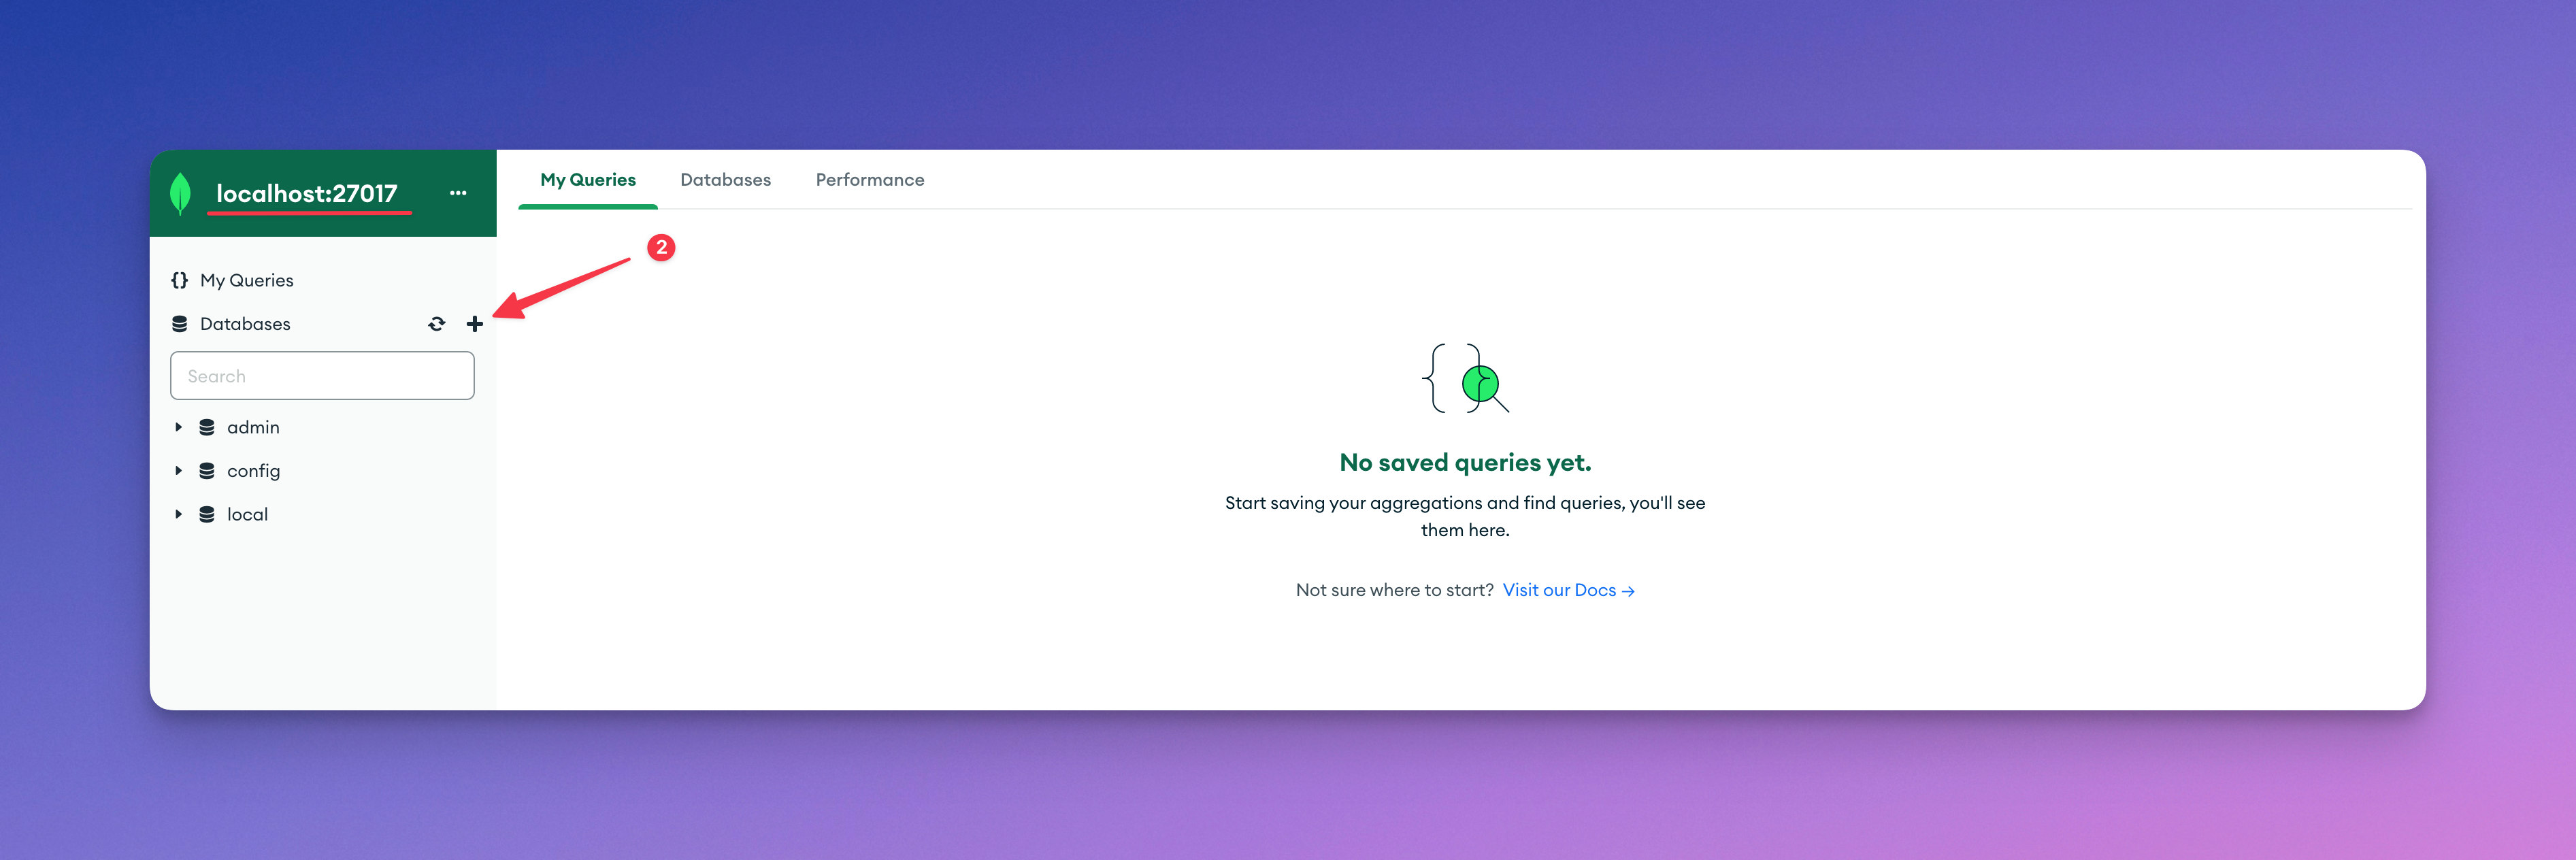 localhost:27017
My Queries
Databases
Performance
2
{} My Queries
Databases
Search
admin
config
local
No saved queries yet.
Start saving your aggregations and find queries, you'll see
them here.
Not sure where to start? Visit our Docs →